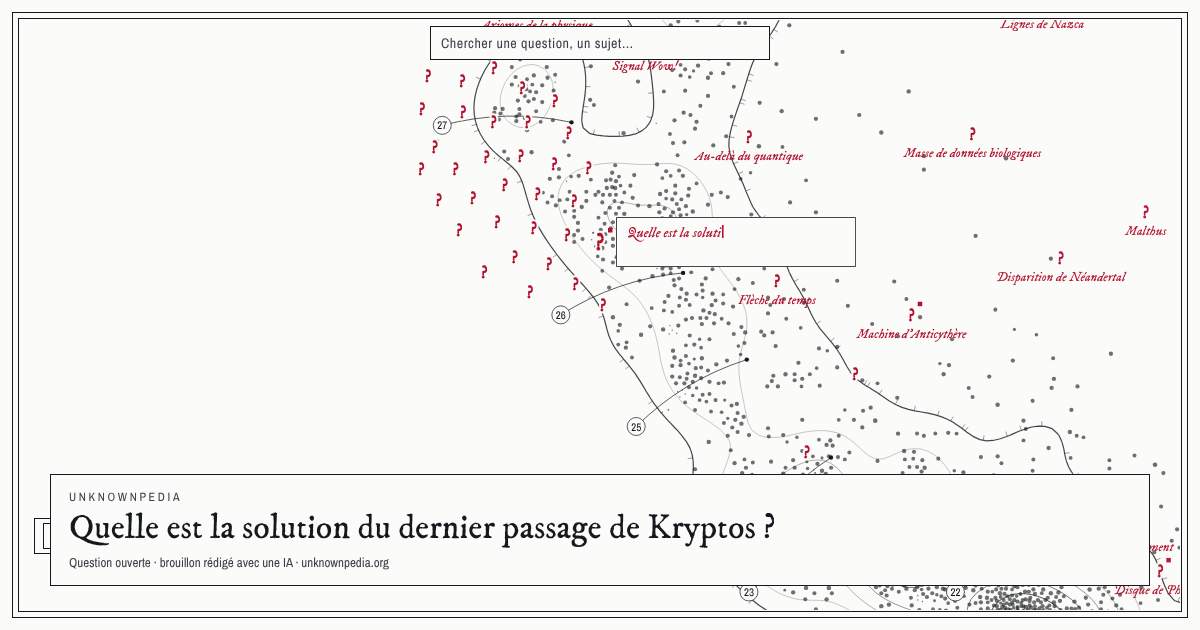 Axiomes de la physique
Lignes de Nazca
Chercher une question, un sujet...
Signal Wow!
27
Au-delà du quantique
Masse de données biologiques
Quelle est la soluti
Malthus
Disparition de Néandertal
26
Flèche du temps
Machine d'Anticythère
25
UNKNOWNPEDIA
Quelle est la solution du dernier passage de Kryptos ?
Question ouverte · brouillon rédigé avec une IA · unknownpedia.org
23
22
Disque de Ph